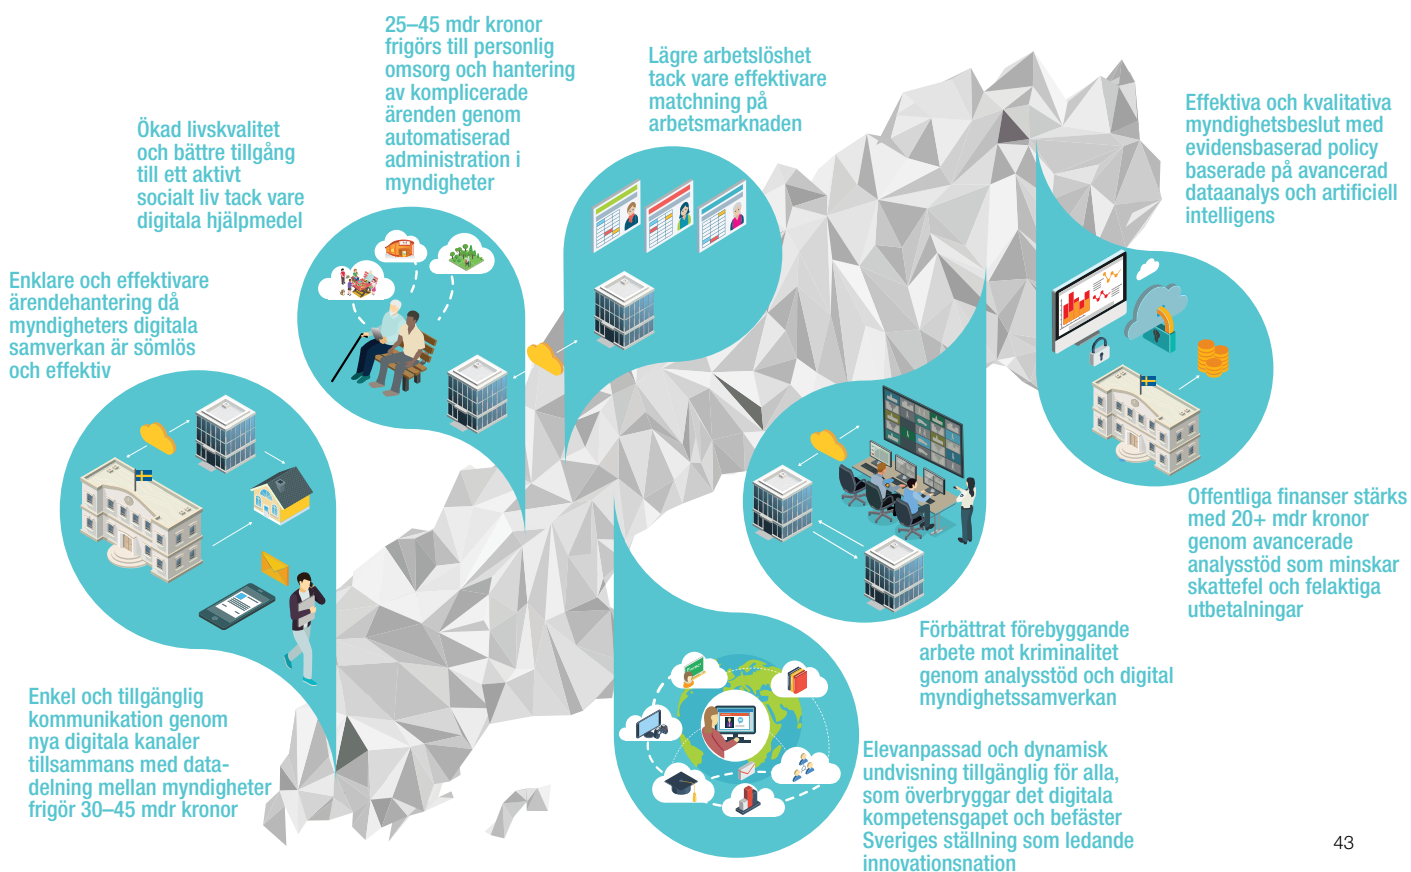 25–45 mdr kronor
frigörs till personlig
omsorg och hantering
av komplicerade
ärenden genom
automatiserad
administration i
myndigheter
Lägre arbetslöshet
tack vare effektivare
matchning på
arbetsmarknaden
Effektiva och kvalitativa
myndighetsbeslut med
evidensbaserad policy
baserade på avancerad
dataanalys och artificiell
intelligens
Ökad livskvalitet
och bättre tillgång
till ett aktivt
socialt liv tack vare
digitala hjälpmedel
Enklare och effektivare
ärendehantering då
myndigheters digitala
samverkan är sömlös
och effektiv
Offentliga finanser stärks
med 20+ mdr kronor
genom avancerade
analysstöd som minskar
skattefel och felaktiga
utbetalningar
Förbättrat förebyggande
arbete mot kriminalitet
genom analysstöd och digital
myndighetssamverkan
Enkel och tillgänglig
kommunikation genom
nya digitala kanaler
tillsammans med data-
delning mellan myndigheter
frigör 30–45 mdr kronor
Elevanpassad och dynamisk
undvisning tillgänglig för alla,
som överbryggar det digitala
kompetensgapet och befäster
Sveriges ställning som ledande
innovationsnation
43